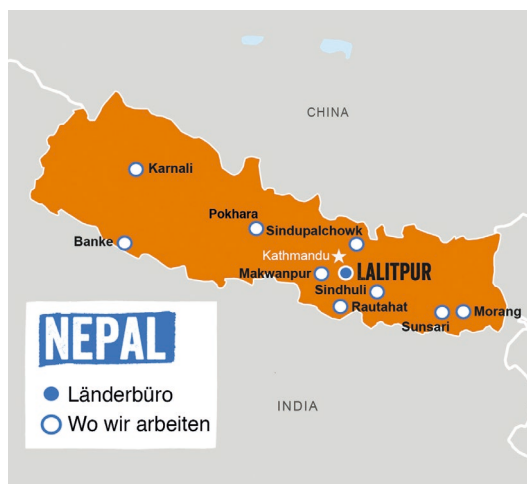 CHINA
Karnali
Pokhara
Sindupalchowk
Banke
Kathmandu
Makwanpur
LALITPUR
Sindhuli
Rautahat
Sunsari
Morang
NEPAL
Länderbüro
Wo wir arbeiten
INDIA